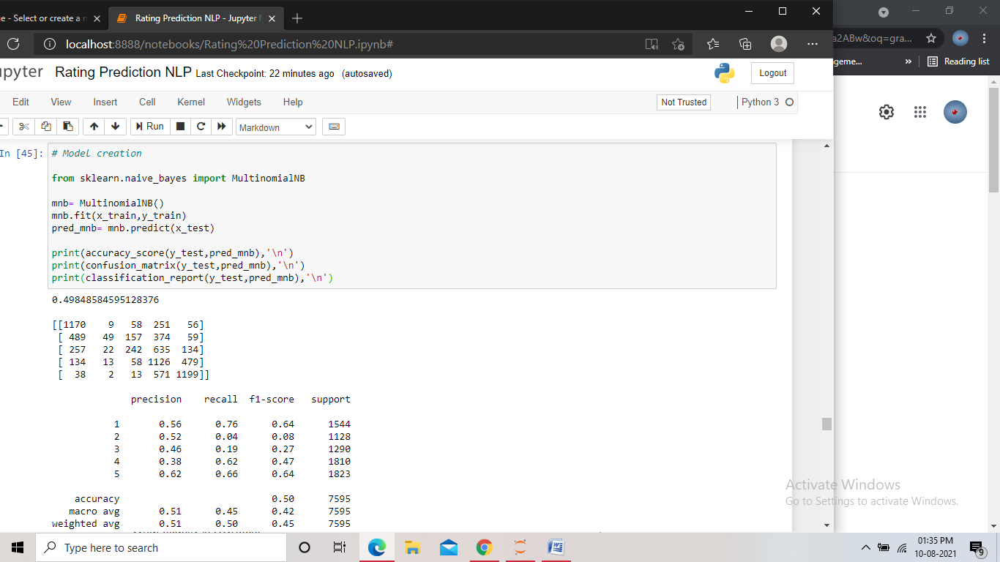 e - Select or create a n
Rating Prediction NLP - Jupyter
localhost:8888/notebooks/Rating%20Prediction%20NLP.ipynb#
a2ABw&oq=gra...
geme...
»
Reading list
upyter Rating Prediction NLP Last Checkpoint: 22 minutes ago (autosaved)
Logout
Edit View Insert Cell Kernel Widgets Help
Not Trusted
Python 3
Run
Markdown
In [45]:
# Model creation
from sklearn.naive_bayes import MultinomialNB
mnb= MultinomialNB()
mnb.fit(x_train,y_train)
pred_mnb= mnb.predict(x_test)
print(accuracy_score(y_test,pred_mnb),'\n')
print(confusion_matrix(y_test,pred_mnb),'\n')
print(classification_report(y_test,pred_mnb),'\n')
0.49848584595128376
[[1170 9 58 251 56]
[ 489 49 157 374 59]
[ 257 22 242 635 134]
[ 134 13 58 1126 479]
[ 38 2 13 571 1199]]
precision recall f1-score support
1 0.56 0.76 0.64 1544
2 0.52 0.04 0.08 1128
3 0.46 0.19 0.27 1290
4 0.38 0.62 0.47 1810
5 0.62 0.66 0.64 1823
accuracy 0.50 7595
macro avg 0.51 0.45 0.42 7595
weighted avg 0.51 0.50 0.45 7595
Activate Windows
Go to Settings to activate Windows.
Type here to search
01:35 PM
10-08-2021
9